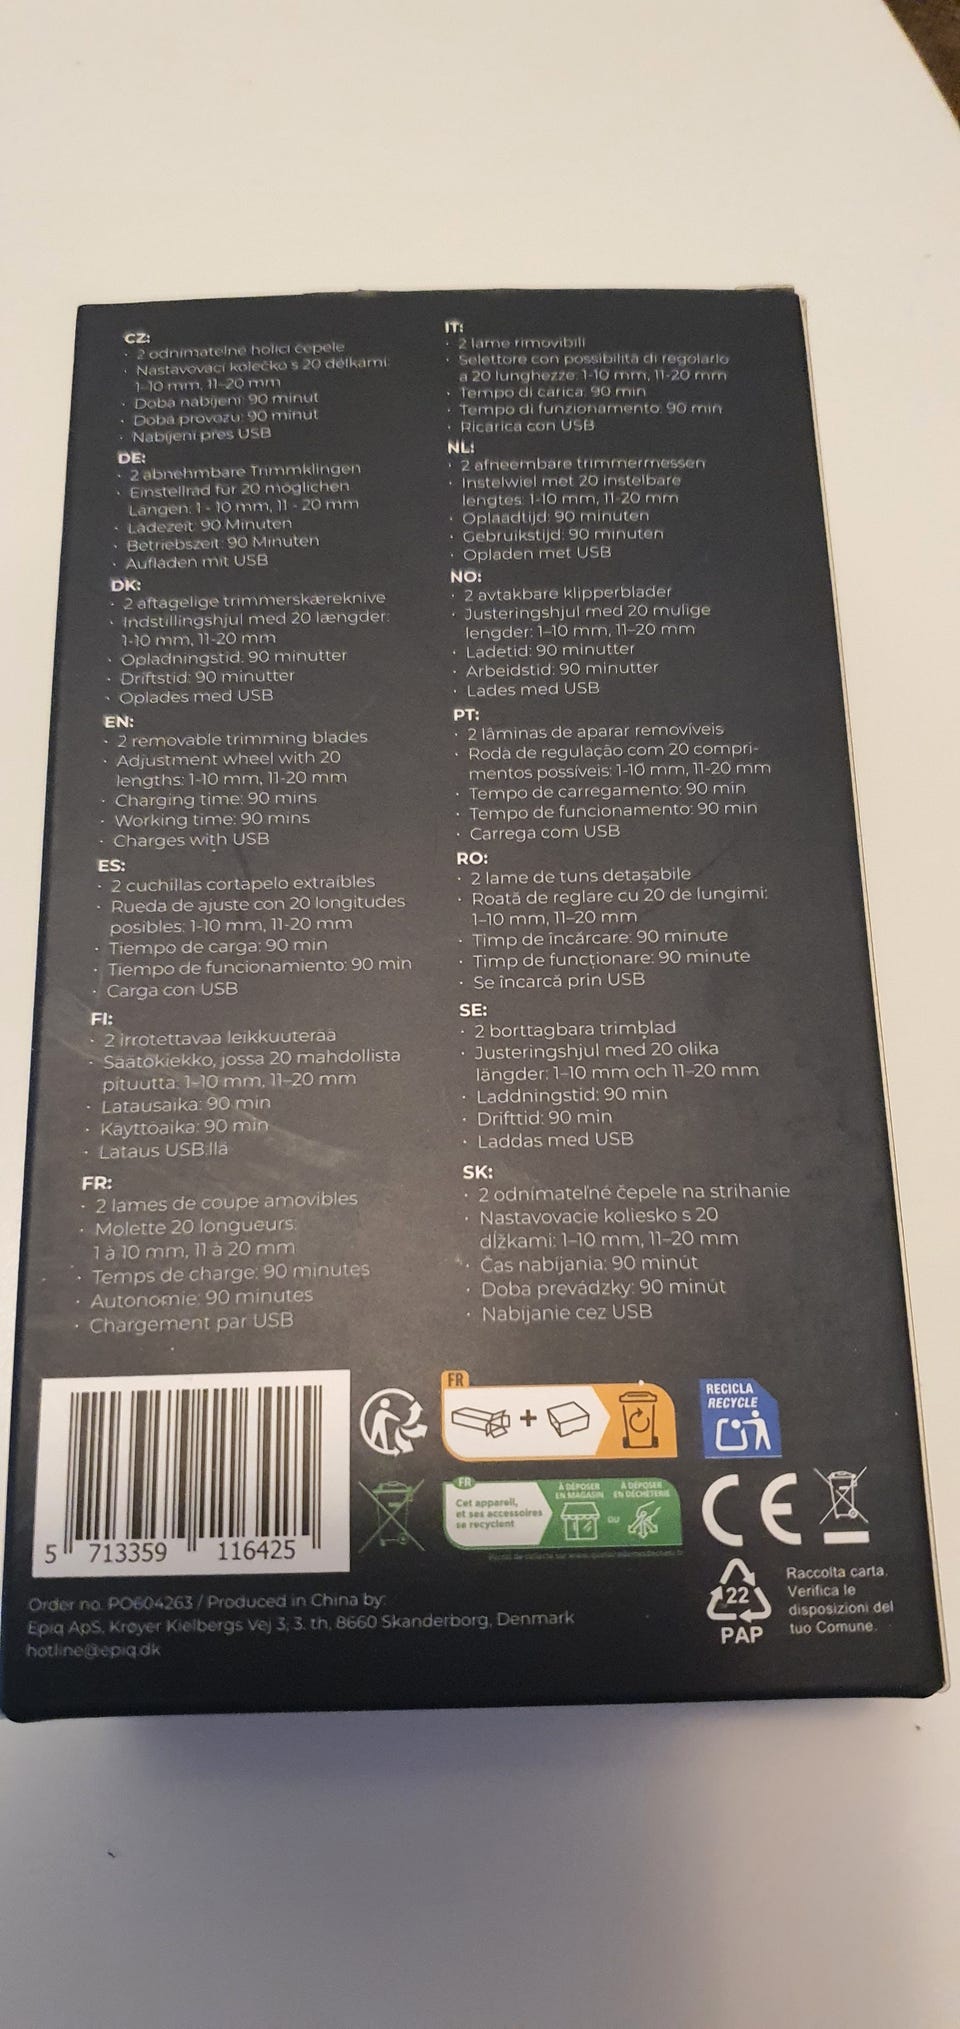 CZ:
· 2 odnímatelné holicí čepele
· Nastavovací kolečko s 20 délkami:
1-10 mm, 11-20 mm
· Doba nabíjení: 90 minut
· Doba provozu: 90 minut
· Nabíjení přes USB
DE:
· 2 abnehmbare Trimmklingen
· Einstellrad für 20 möglichen
Längen: 1 - 10 mm, 11 - 20 mm
· Ladezeit: 90 Minuten
· Betriebszeit: 90 Minuten
· Aufladen mit USB
DK:
· 2 aftagelige trimmerskæreknive
· Indstillingshjul med 20 længder:
1-10 mm, 11-20 mm
· Opladningstid: 90 minutter
· Driftstid: 90 minutter
· Oplades med USB
EN:
· 2 removable trimming blades
· Adjustment wheel with 20
lengths: 1-10 mm, 11-20 mm
· Charging time: 90 mins
· Working time: 90 mins
· Charges with USB
ES:
· 2 cuchillas cortapelo extraíbles
· Rueda de ajuste con 20 longitudes
posibles: 1-10 mm, 11-20 mm
· Tiempo de carga: 90 min
· Tiempo de funcionamiento: 90 min
· Carga con USB
FI:
· 2 irrotettavaa leikkuuterää
· Säätökiekko, jossa 20 mahdollista
pituutta: 1–10 mm, 11–20 mm
· Latausaika: 90 min
· Käyttöaika: 90 min
· Lataus USB:llä
FR:
· 2 lames de coupe amovibles
· Molette 20 longueurs:
1 à 10 mm, 11 à 20 mm
· Temps de charge: 90 minutes
· Autonomie: 90 minutes
· Chargement par USB
IT:
· 2 lame rimovibili
· Selettore con possibilità di regolarlo
a 20 lunghezze: 1-10 mm, 11-20 mm
· Tempo di carica: 90 min
· Tempo di funzionamento: 90 min
· Ricarica con USB
NL:
· 2 afneembare trimmermessen
· Instelwiel met 20 instelbare
lengtes: 1-10 mm, 11-20 mm
· Oplaadtijd: 90 minuten
· Gebruikstijd: 90 minuten
· Opladen met USB
NO:
· 2 avtakbare klipperblader
· Justeringshjul med 20 mulige
lengder: 1–10 mm, 11–20 mm
· Ladetid: 90 minutter
· Arbeidstid: 90 minutter
· Lades med USB
PT:
· 2 lâminas de aparar removíveis
· Roda de regulação com 20 compri-
mentos possíveis: 1-10 mm, 11-20 mm
· Tempo de carregamento: 90 min
· Tempo de funcionamento: 90 min
· Carrega com USB
RO:
· 2 lame de tuns detașabile
· Roată de reglare cu 20 de lungimi:
1–10 mm, 11–20 mm
· Timp de încărcare: 90 minute
· Timp de funcționare: 90 minute
· Se încarcă prin USB
SE:
· 2 borttagbara trimblad
· Justeringshjul med 20 olika
längder: 1–10 mm och 11–20 mm
· Laddningstid: 90 min
· Drifttid: 90 min
· Laddas med USB
SK:
· 2 odnímateľné čepele na strihanie
· Nastavovacie koliesko s 20
dĺžkami: 1–10 mm, 11–20 mm
· Čas nabíjania: 90 minút
· Doba prevádzky: 90 minút
· Nabíjanie cez USB
5 713359 116425
FR
+
RECICLA
RECYCLE
FR
Cet appareil,
et ses accessoires
se recyclent
À DÉPOSER
EN MAGASIN
OU
À DÉPOSER
EN DÉCHÈTERIE
CE
22
PAP
Raccolta carta.
Verifica le
disposizioni del
tuo Comune.
Order no. PO604263 / Produced in China by:
Epiq ApS, Krøyer Kielbergs Vej 3, 3. th, 8660 Skanderborg, Denmark
hotline@epiq.dk